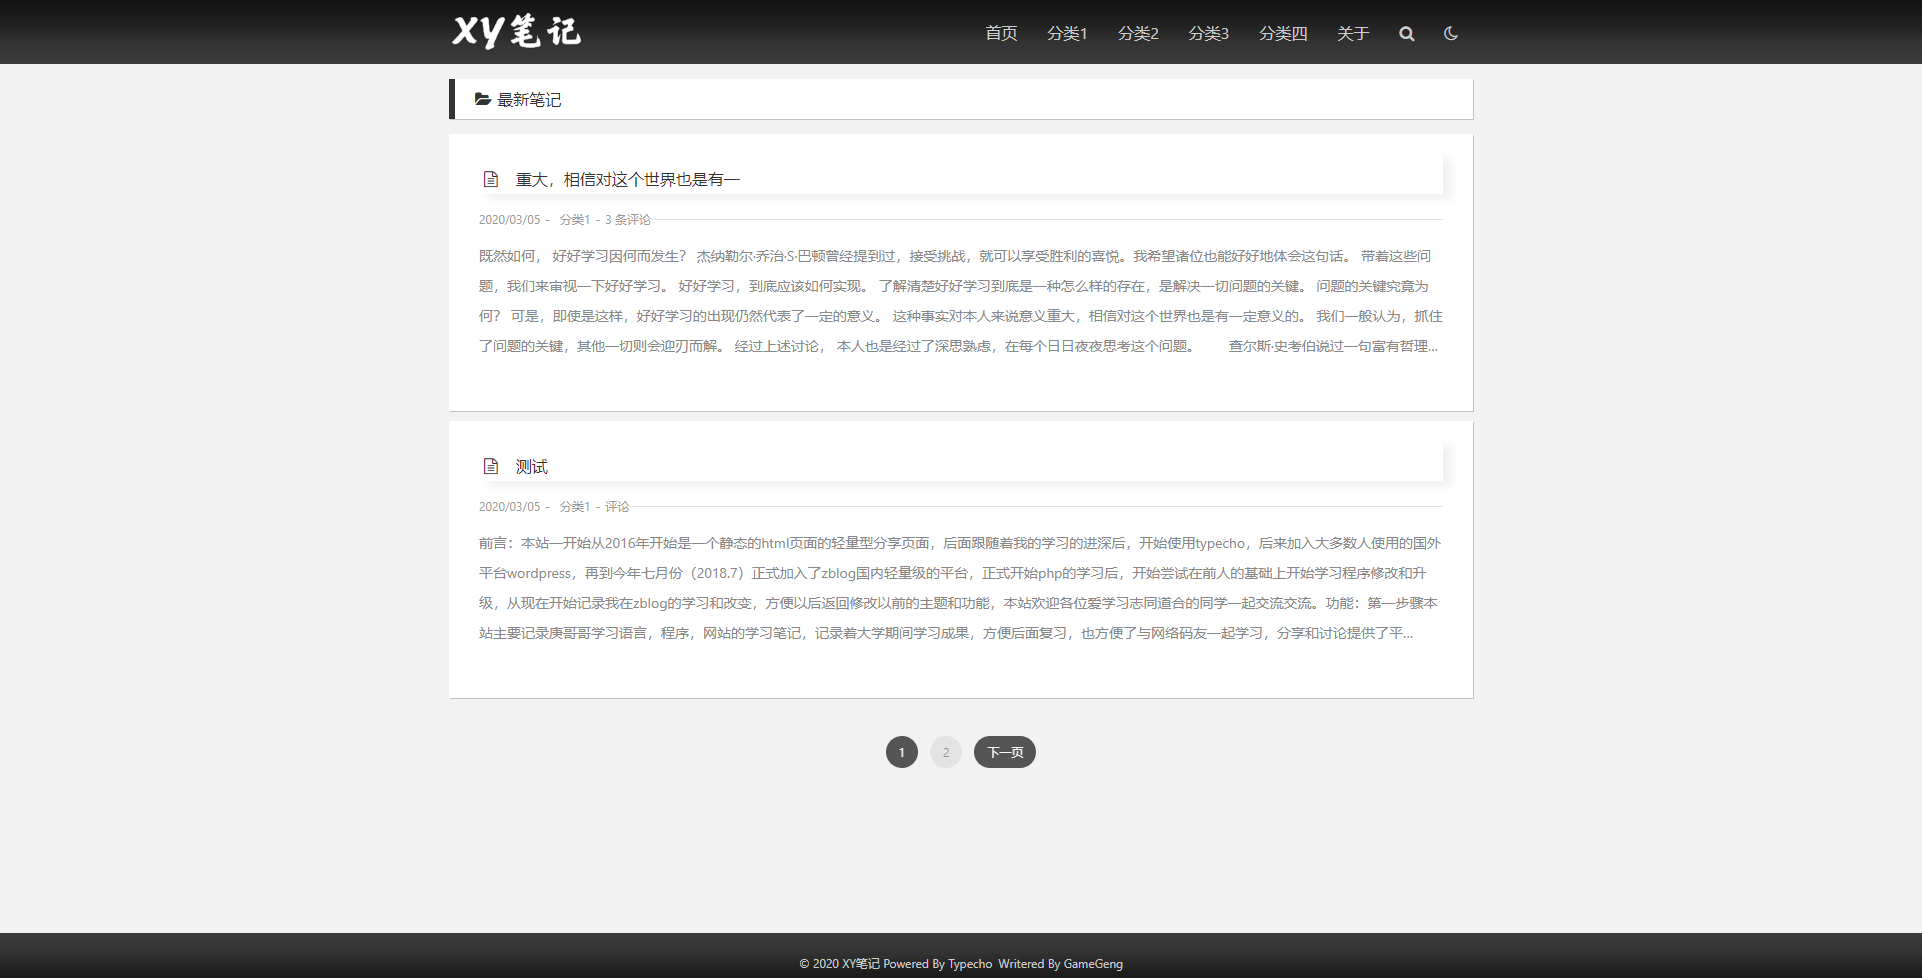 XY笔记
首页 分类1 分类2 分类3 分类四 关于
最新笔记
重大，相信对这个世界也是有一
2020/03/05 - 分类1 - 3 条评论
既然如何， 好好学习因何而发生？ 杰纳勒尔·乔治·S·巴顿曾经提到过，接受挑战，就可以享受胜利的喜悦。我希望诸位也能好好地体会这句话。 带着这些问
题，我们来审视一下好好学习。 好好学习，到底应该如何实现。 了解清楚好好学习到底是一种怎么样的存在，是解决一切问题的关键。 问题的关键究竟为
何？ 可是，即使是这样，好好学习的出现仍然代表了一定的意义。 这种事实对本人来说意义重大，相信对这个世界也是有一定意义的。 我们一般认为，抓住
了问题的关键，其他一切则会迎刃而解。 经过上述讨论， 本人也是经过了深思熟虑，在每个日日夜夜思考这个问题。 查尔斯·史考伯说过一句富有哲理...
测试
2020/03/05 - 分类1 - 评论
前言：本站一开始从2016年开始是一个静态的html页面的轻量型分享页面，后面跟随着我的学习的进深后，开始使用typecho，后来加入大多数人使用的国外
平台wordpress，再到今年七月份（2018.7）正式加入了zblog国内轻量级的平台，正式开始php的学习后，开始尝试在前人的基础上开始学习程序修改和升
级，从现在开始记录我在zblog的学习和改变，方便以后返回修改以前的主题和功能，本站欢迎各位爱学习志同道合的同学一起交流交流。功能：第一步骤本
站主要记录庚哥哥学习语言，程序，网站的学习笔记，记录着大学期间学习成果，方便后面复习，也方便了与网络码友一起学习，分享和讨论提供了平...
1 2 下一页
© 2020 XY笔记 Powered By Typecho Writered By GameGeng